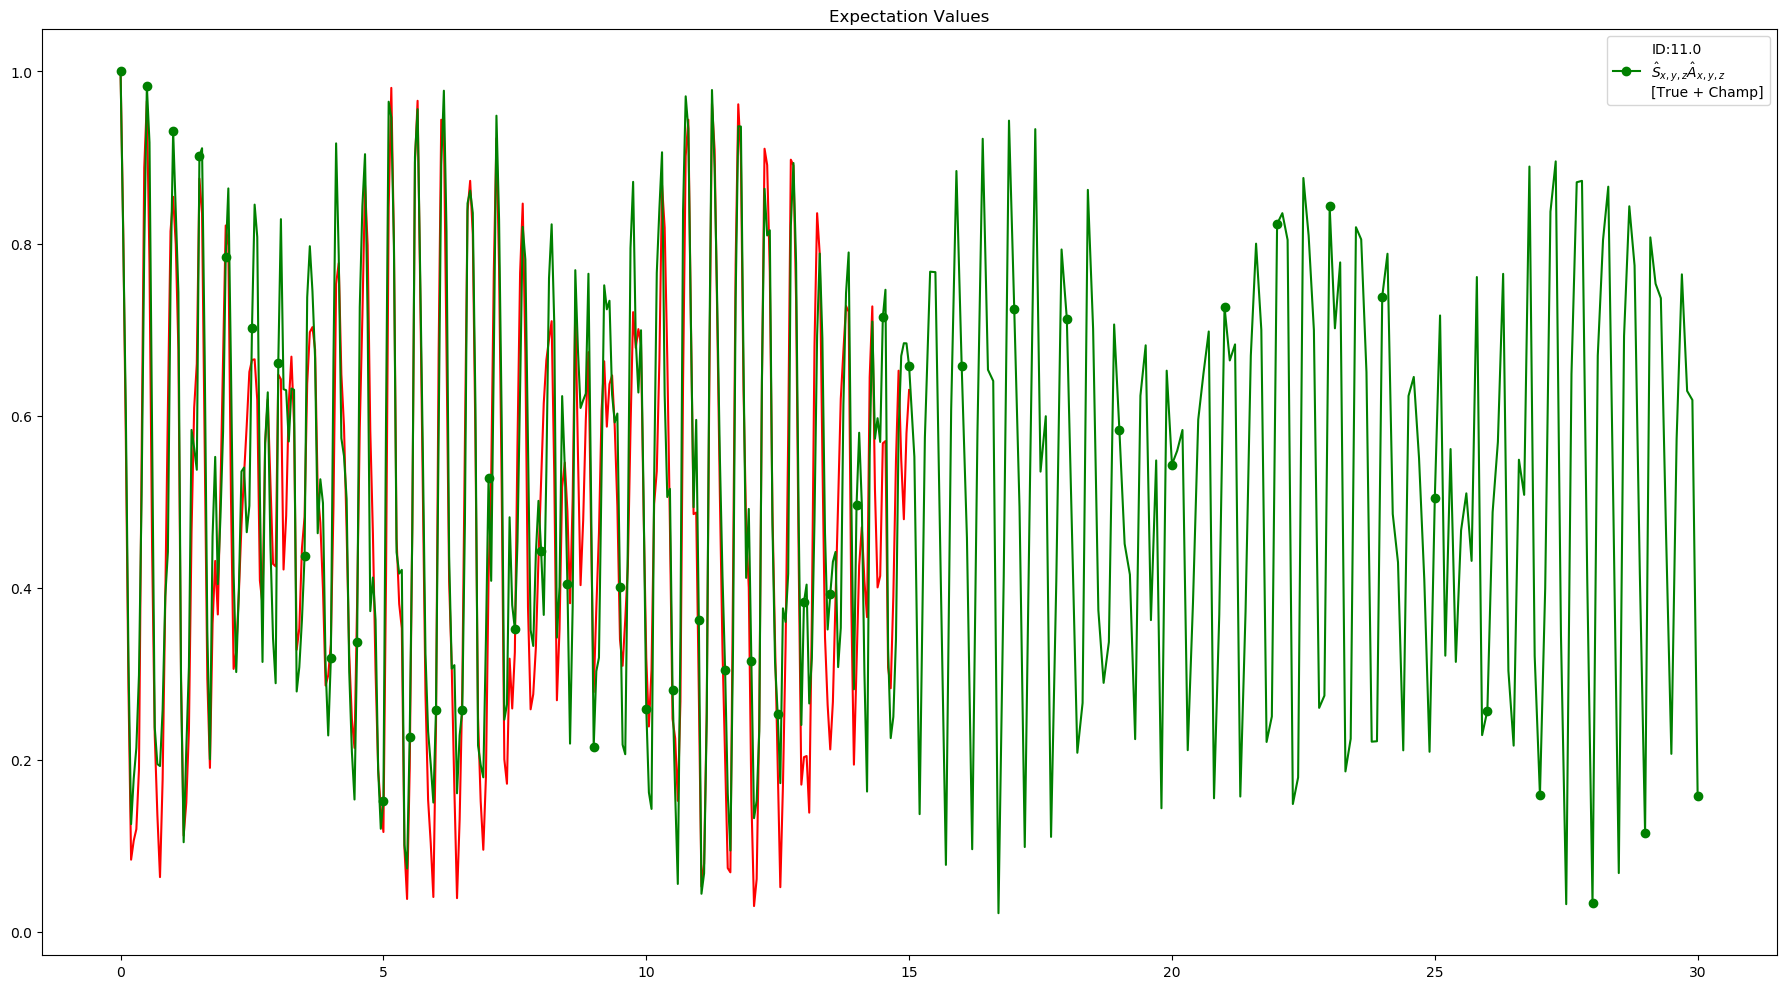 Expectation Values
ID:11.0
$\hat{S}_{x,y,z}\hat{A}_{x,y,z}$
[True + Champ]
1.0
0.8
0.6
0.4
0.2
0.0
0 5 10 15 20 25 30